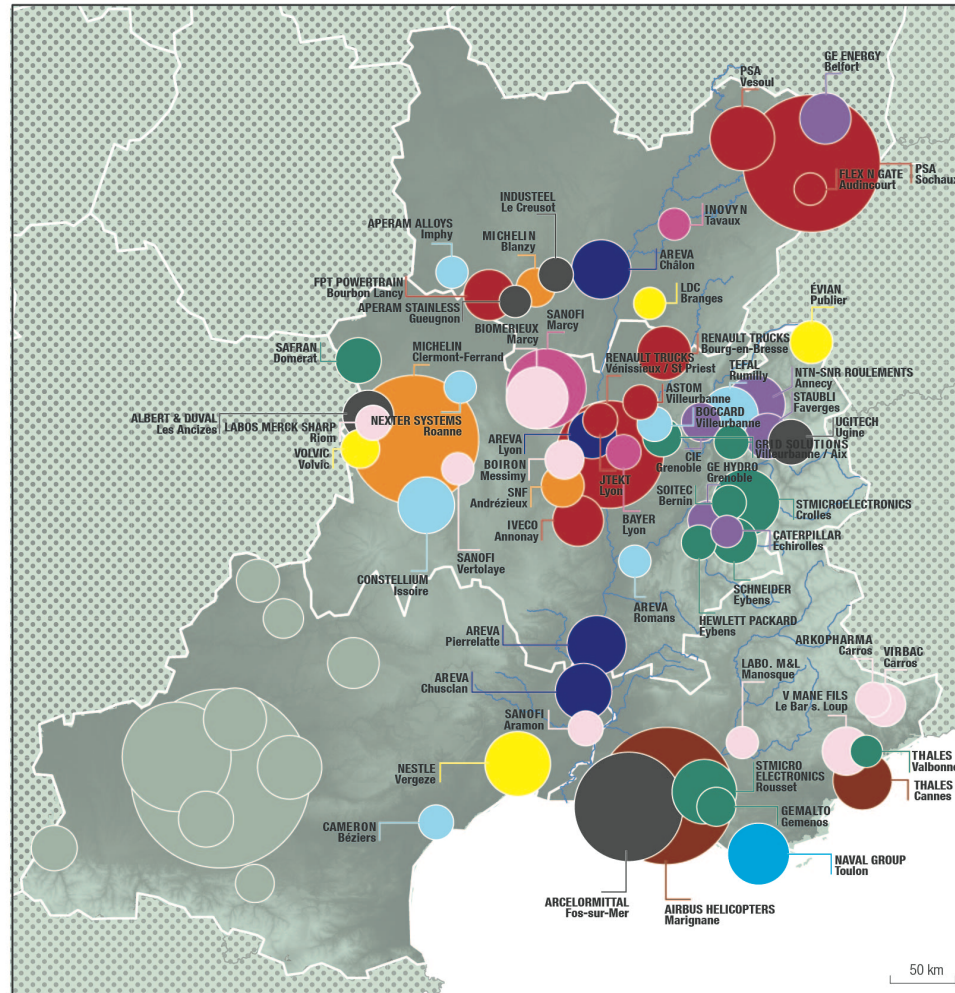 GE ENERGY
Belfort
PSA
Vesoul
FLEX N GATE
Audincourt
PSA
Sochaux
INDUSTEEL
Le Creusot
INOVYN
Tavaux
APERAM ALLOYS
Imphy
MICHELIN
Blanzy
AREVA
Châlon
FPT POWERTRAIN
Bourbon Lancy
APERAM STAINLESS
Gueugnon
LDC
Branges
ÉVIAN
Publier
SANOFI
Marcy
BIOMERIEUX
Marcy
RENAULT TRUCKS
Bourg-en-Bresse
SAFRAN
Domérat
MICHELIN
Clermont-Ferrand
RENAULT TRUCKS
Vénissieux / St Priest
TEFAL
Rumilly
NTN-SNR ROULEMENTS
Annecy
ASTOM
Villeurbanne
STAUBLI
Faverges
ALBERT & DUVAL
Les Ancizes
NEXTER SYSTEMS
Roanne
BOCCARD
Villeurbanne
UGITECH
Ugine
LABOS MERCK SHARP
Riom
AREVA
Lyon
GRID SOLUTIONS
Villeurbanne / Aix
VOLVIC
Volvic
CIE
Grenoble
BOIRON
Messimy
GE HYDRO
Grenoble
JTEKT
Lyon
SOITEC
Bernin
SNF
Andrézieux
STMICROELECTRONICS
Crolles
BAYER
Lyon
IVECO
Annonay
CATERPILLAR
Échirolles
SANOFI
Vertolaye
CONSTELLIUM
Issoire
SCHNEIDER
Eybens
AREVA
Romans
HEWLETT PACKARD
Eybens
AREVA
Pierrelatte
ARKOPHARMA
Carros
VIRBAC
Carros
LABO. M&L
Manosque
AREVA
Chusclan
V MANE FILS
Le Bar s. Loup
SANOFI
Aramon
THALES
Valbonne
STMICRO
ELECTRONICS
Rousset
NESTLE
Vergeze
THALES
Cannes
GEMALTO
Gemenos
CAMERON
Béziers
NAVAL GROUP
Toulon
ARCELORMITTAL
Fos-sur-Mer
AIRBUS HELICOPTERS
Marignane
50 km